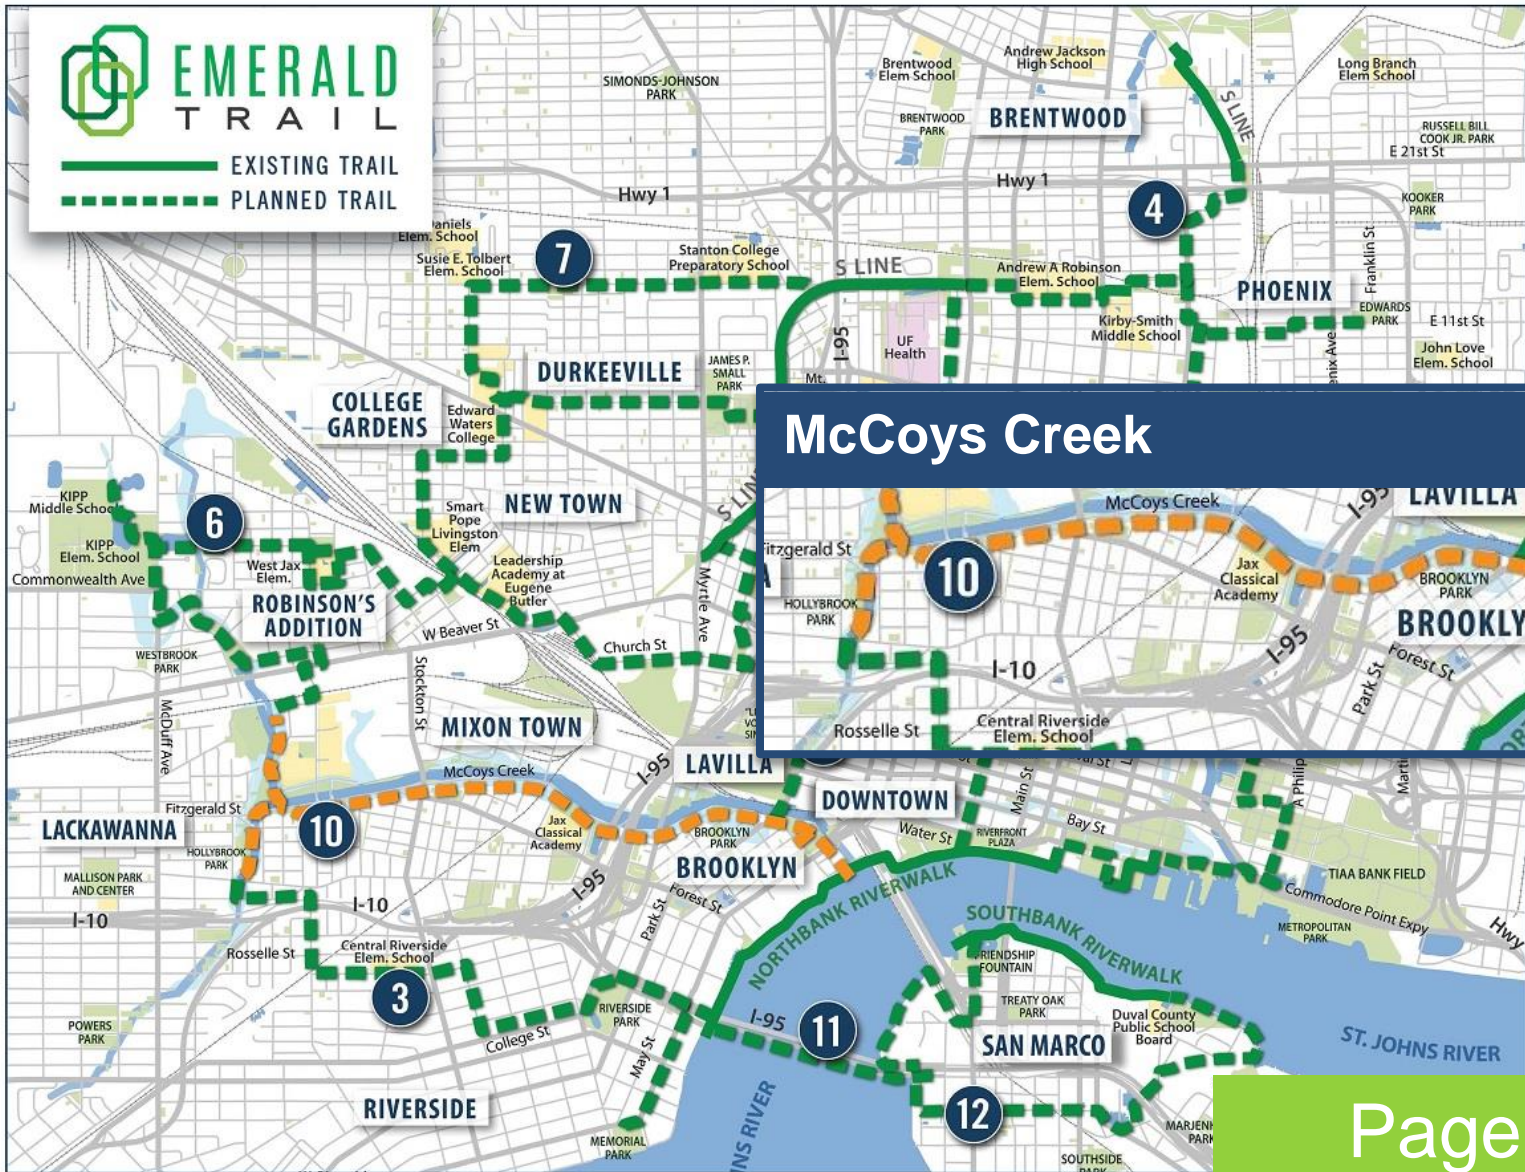 EMERALD
TRAIL
EXISTING TRAIL
PLANNED TRAIL
SIMONDS-JOHNSON
PARK
Brentwood
Elem School
Andrew Jackson
High School
Long Branch
Elem School
BRENTWOOD
PARK
BRENTWOOD
S LINE
RUSSELL BILL
COOK JR. PARK
E 21st St
Hwy 1
Hwy 1
4
KOOKER
PARK
Elem. School
Susie E. Tolbert
Elem. School
7
Stanton College
Preparatory School
S LINE
Andrew A Robinson
Elem. School
Franklin St
PHOENIX
EDWARDS
PARK
E 11st St
Kirby-Smith
Middle School
John Love
Elem. School
I-95
UF
Health
Mt.
DURKEEVILLE
JAMES P.
SMALL
PARK
COLLEGE
GARDENS
Edward
Waters
College
KIPP
Middle School
6
NEW TOWN
Smart
Pope
Livingston
Elem
KIPP
Elem. School
Commonwealth Ave
West Jax
Elem.
Leadership
Academy at
Eugene
Butler
Myrtle Ave
ROBINSON'S
ADDITION
W Beaver St
Church St
WESTBROOK
PARK
Stockton St
McDuff Ave
MIXON TOWN
McCoys Creek
LAVILLA
I-95
McCoys Creek
Fitzgerald St
10
Jax
Classical
Academy
BROOKLYN
PARK
HOLLYBROOK
PARK
BROOKLY
I-95
Forest St
Park St
I-10
Rosselle St
Central Riverside
Elem. School
McCoys Creek
I-95
LAVILLA
DOWNTOWN
Main St
A Philip
Fitzgerald St
LACKAWANNA
10
Jax
Classical
Academy
BROOKLYN
PARK
BROOKLYN
Water St
RIVERFRONT
PLAZA
Bay St
HOLLYBROOK
PARK
MALLISON PARK
AND CENTER
I-10
I-10
I-95
Park St
Forest St
TIAA BANK FIELD
Commodore Point Expy
Hwy
METROPOLITAN
PARK
NORTHBANK RIVERWALK
SOUTHBANK RIVERWALK
FRIENDSHIP
FOUNTAIN
Rosselle St
Central Riverside
Elem. School
3
TREATY OAK
PARK
Duval County
Public School
Board
RIVERSIDE
PARK
I-95
11
SAN MARCO
ST. JOHNS RIVER
POWERS
PARK
College St
May St
RIVERSIDE
12
MEMORIAL
PARK
SOUTHSIDE
Page